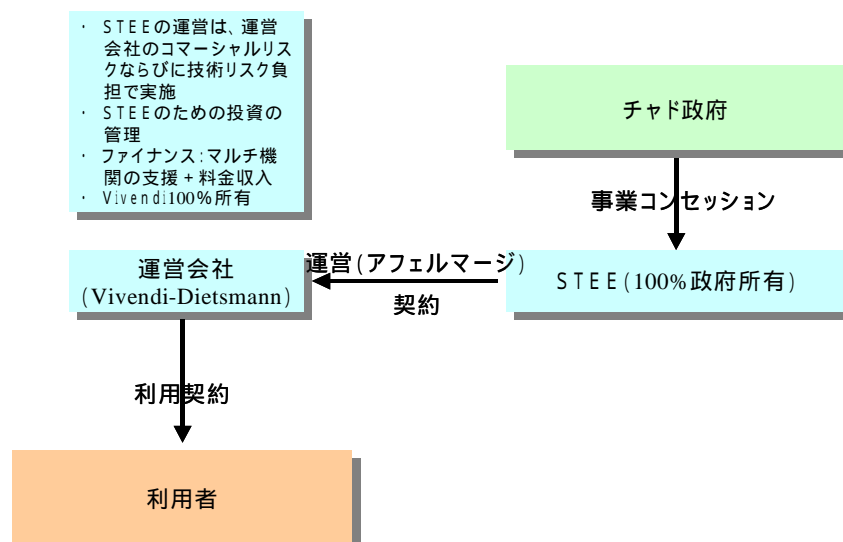 ・ STEEの運営は、運営
会社のコマーシャルリス
クならびに技術リスク負
担で実施
・ STEEのための投資の
管理
・ ファイナンス:マルチ機
関の支援+料金収入
・ Vivendi100%所有
チャド政府
事業コンセッション
運営会社
(Vivendi-Dietsmann)
運営(アフェルマージ)
契約
STEE(100%政府所有)
利用契約
利用者